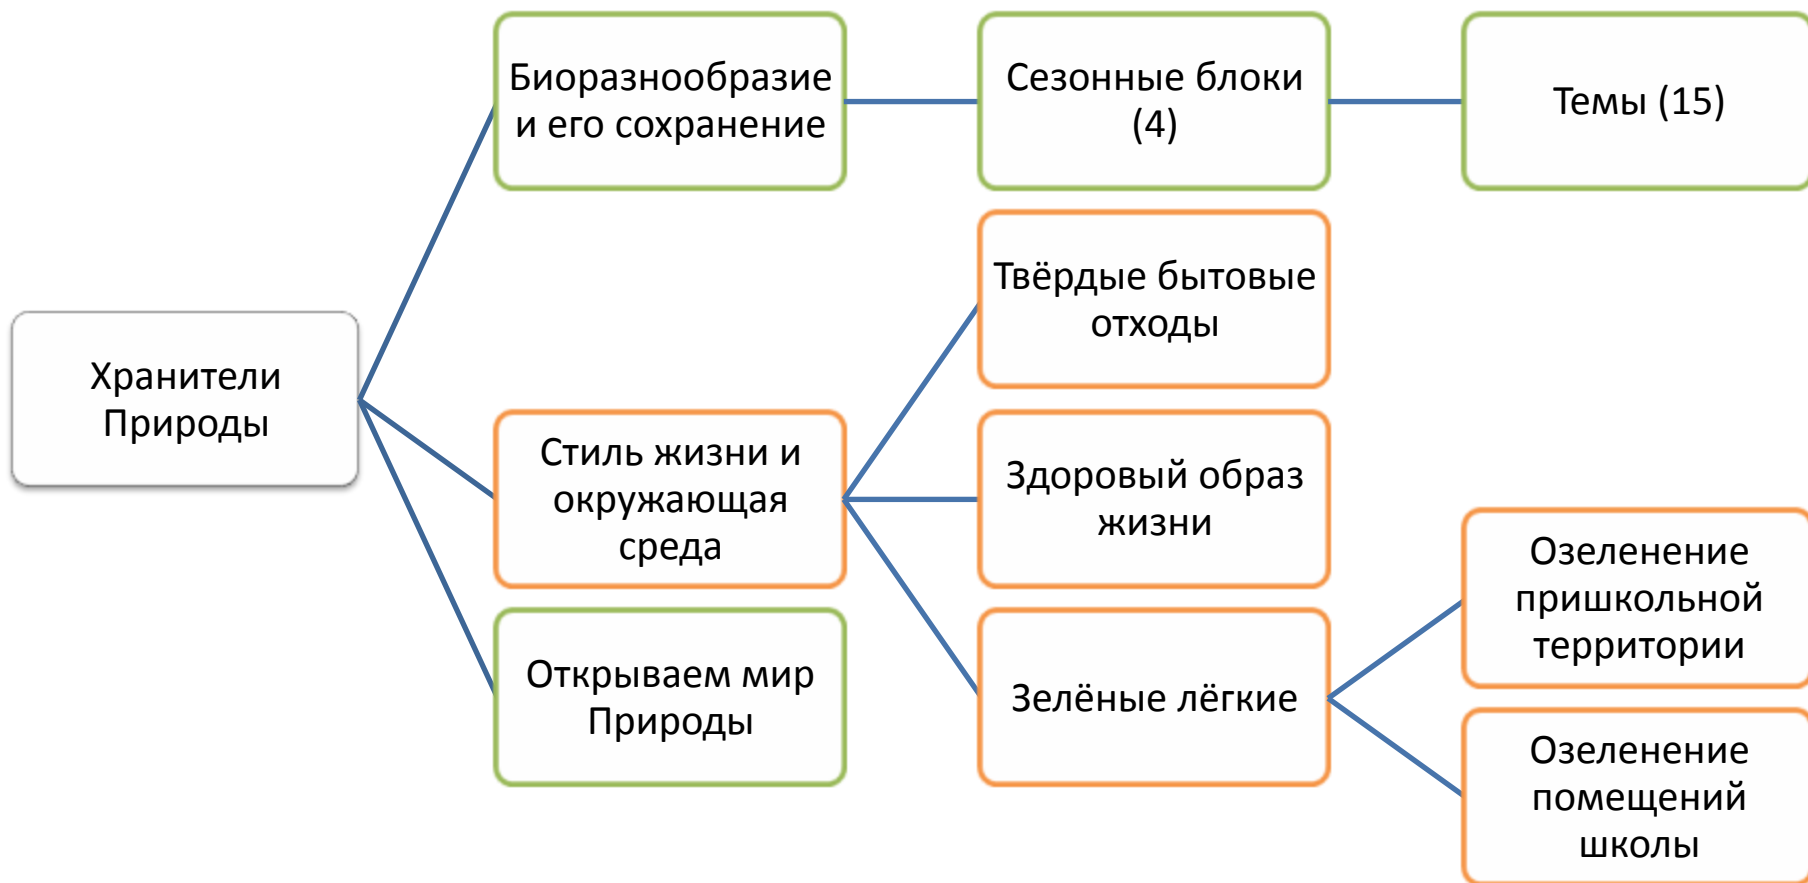 Биоразнообразие
и его сохранение
Сезонные блоки
(4)
Темы (15)
Твёрдые бытовые
отходы
Хранители
Природы
Стиль жизни и
окружающая
среда
Здоровый образ
жизни
Озеленение
пришкольной
территории
Открываем мир
Природы
Зелёные лёгкие
Озеленение
помещений
школы